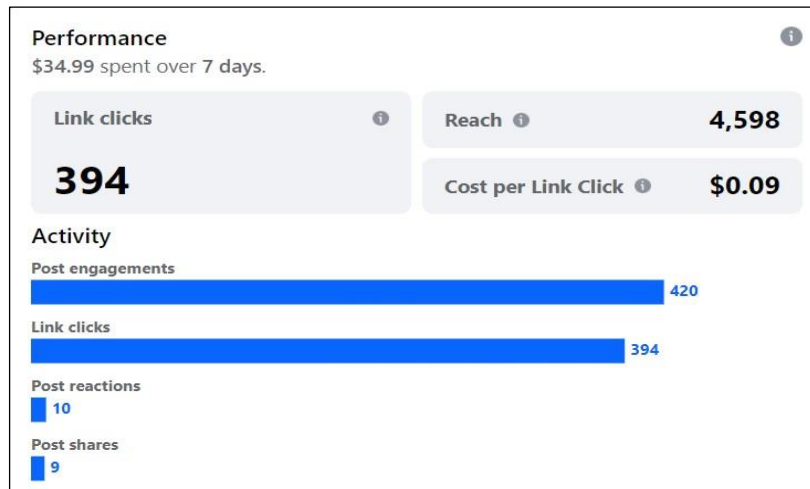 Performance
$34.99 spent over 7 days.
Link clicks
394
Reach 4,598
Cost per Link Click $0.09
Activity
Post engagements
420
Link clicks
394
Post reactions
10
Post shares
9